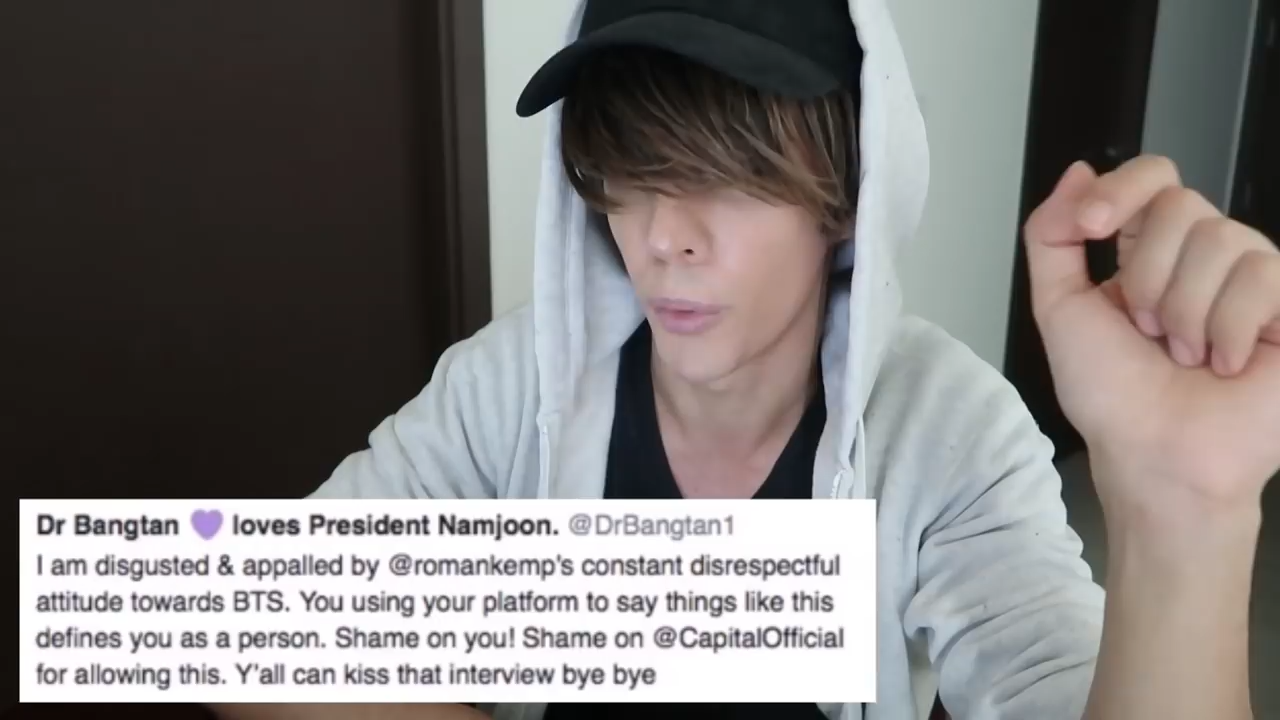 Dr Bangtan 💜 loves President Namjoon. @DrBangtan1
I am disgusted & appalled by @romankemp's constant disrespectful
attitude towards BTS. You using your platform to say things like this
defines you as a person. Shame on you! Shame on @CapitalOfficial
for allowing this. Y'all can kiss that interview bye bye